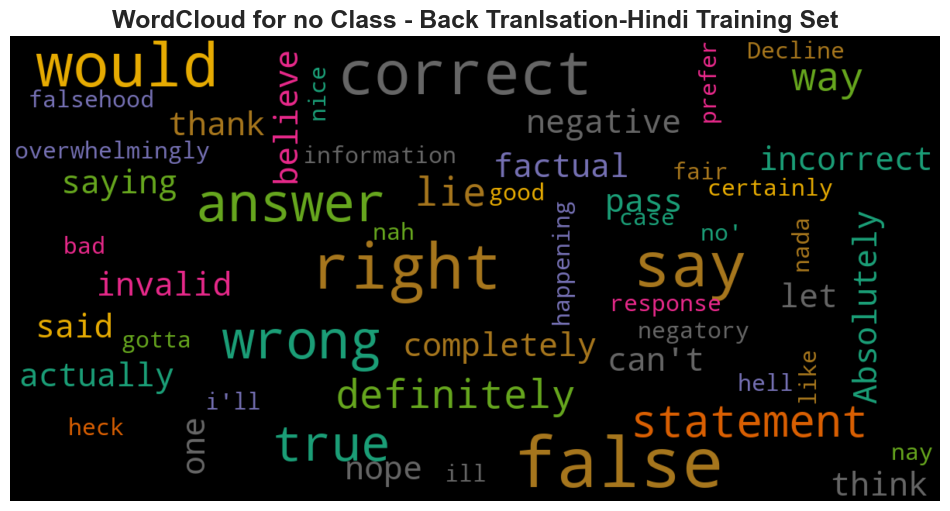 WordCloud for no Class - Back Tranlsation-Hindi Training Set
would
correct
Decline
way
falsehood
believe
nice
prefer
thank
negative
overwhelmingly
information
factual
fair
incorrect
saying
answer
lie
good
pass
certainly
case
nah
bad
right
happening
say
no'
nada
Absolutely
invalid
response
let
said
gotta
wrong
completely
negatory
can't
actually
i'll
definitely
hell
like
heck
one
true
nope
ill
false
statement
nay
think